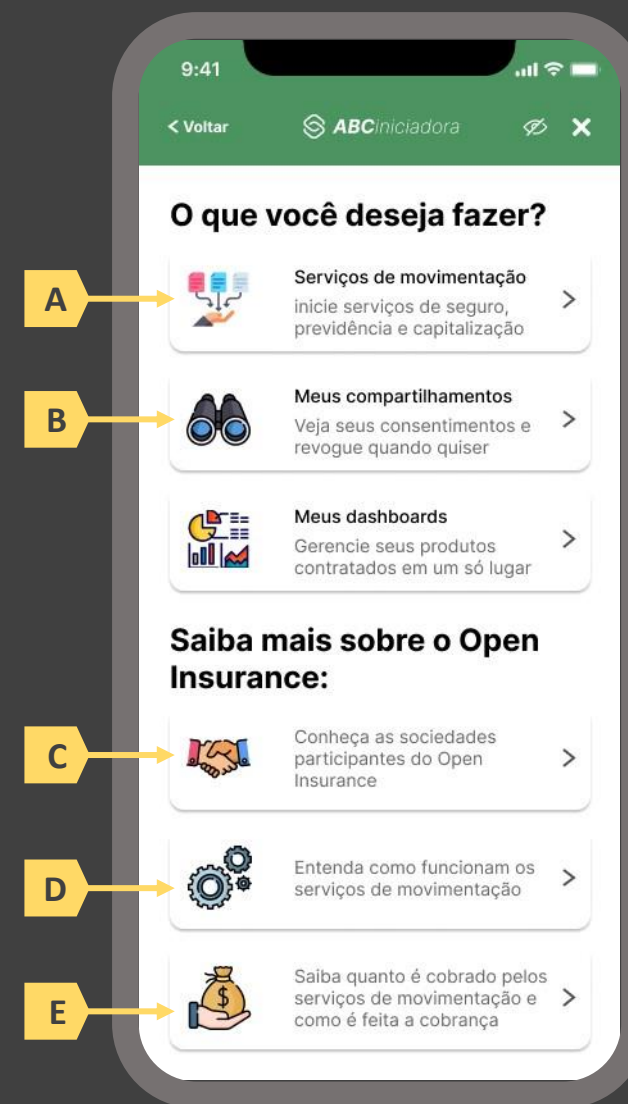 9:41
< Voltar
ABCiniciadora
O que você deseja fazer?
A
Serviços de movimentação
inicie serviços de seguro,
previdência e capitalização
B
Meus compartilhamentos
Veja seus consentimentos e
revogue quando quiser
Meus dashboards
Gerencie seus produtos
contratados em um só lugar
Saiba mais sobre o Open
Insurance:
C
Conheça as sociedades
participantes do Open
Insurance
D
Entenda como funcionam os
serviços de movimentação
E
Saiba quanto é cobrado pelos
serviços de movimentação e
como é feita a cobrança